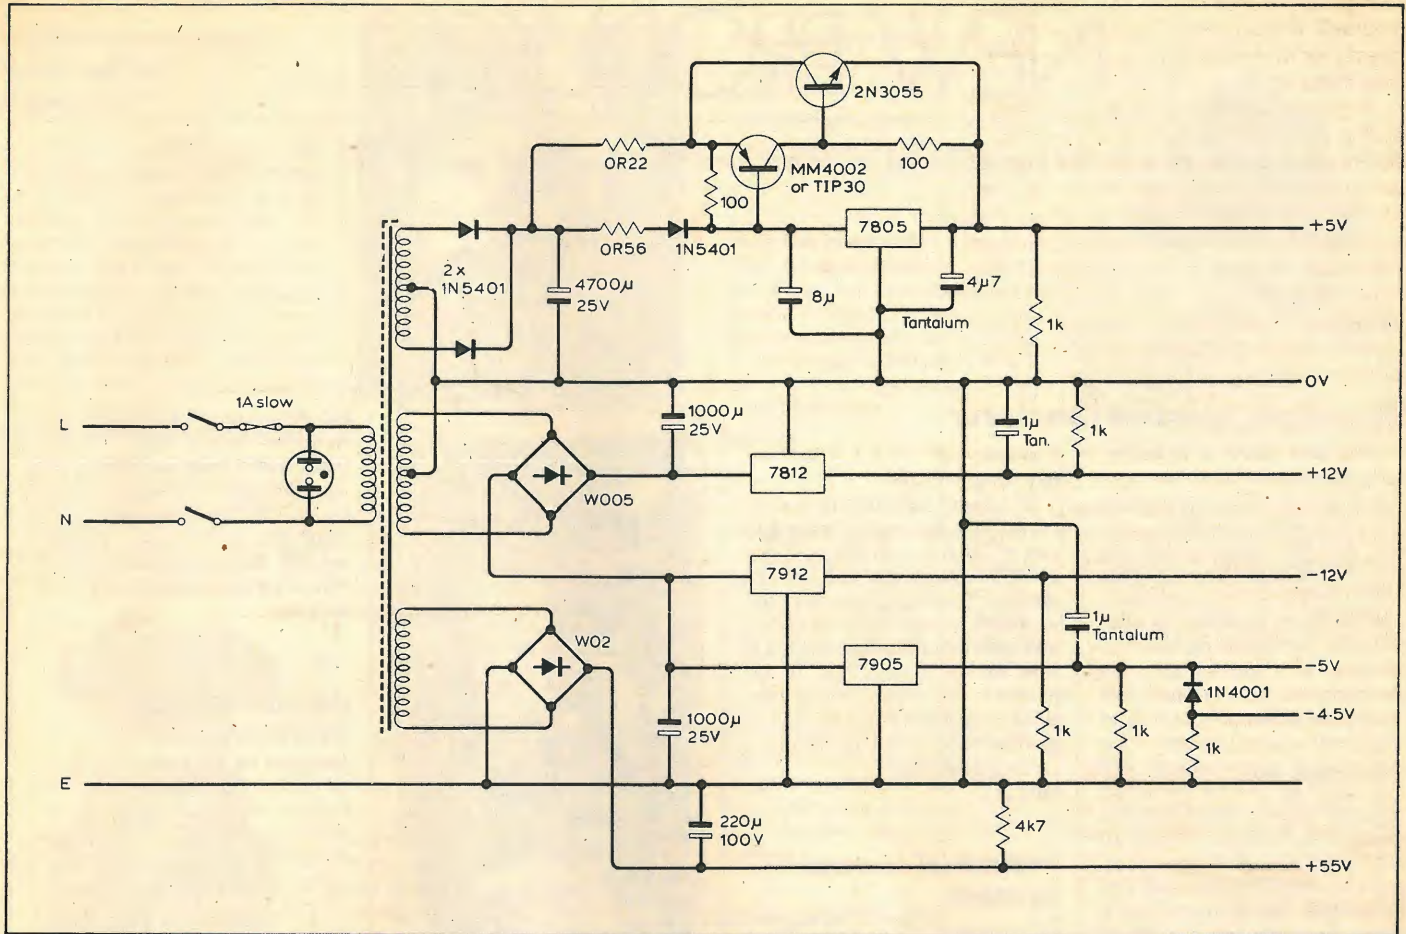 2N3055
0R22
MM4002
or TIP30
100
100
2x
1N5401
4700µ
25V
0R56
1N5401
7805
+5V
8µ
4µ7
Tantalum
1k
0V
1A slow
L
1000µ
25V
1µ
Tan.
1k
W005
7812
+12V
N
7912
-12V
W02
1µ
Tantalum
7905
-5V
1N4001
-4.5V
1000µ
25V
1k
1k
1k
E
220µ
100V
4k7
+55V